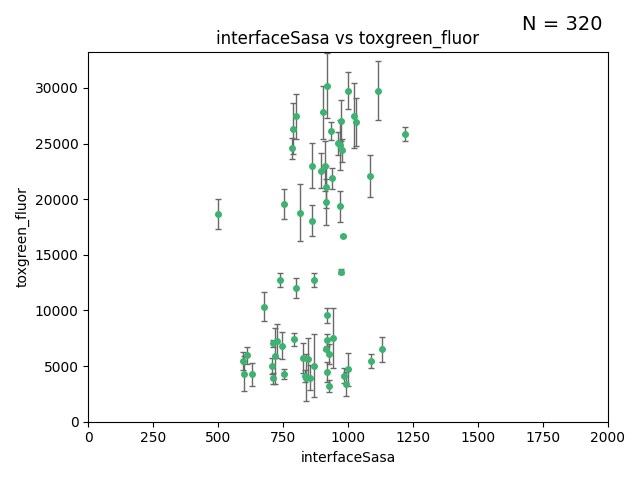 N = 320
interfaceSasa vs toxgreen_fluor
30000
25000
20000
15000
10000
5000
0
toxgreen_fluor
0 250 500 750 1000 1250 1500 1750 2000
interfaceSasa